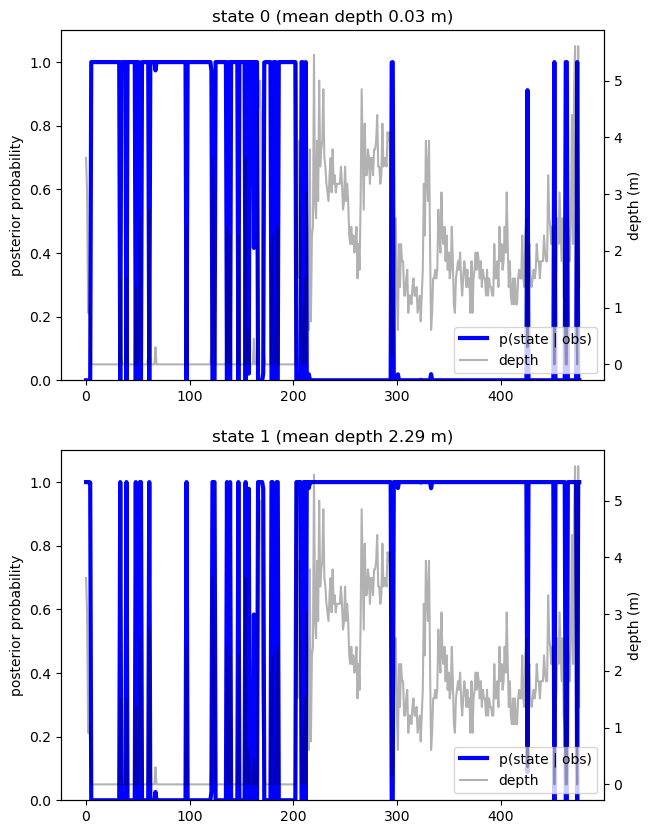 state 0 (mean depth 0.03 m)
1.0
0.8
0.6
0.4
0.2
0.0
posterior probability
5
4
3
2
1
0
depth (m)
p(state | obs)
depth
0 100 200 300 400
state 1 (mean depth 2.29 m)
1.0
0.8
0.6
0.4
0.2
0.0
posterior probability
5
4
3
2
1
0
depth (m)
p(state | obs)
depth
0 100 200 300 400